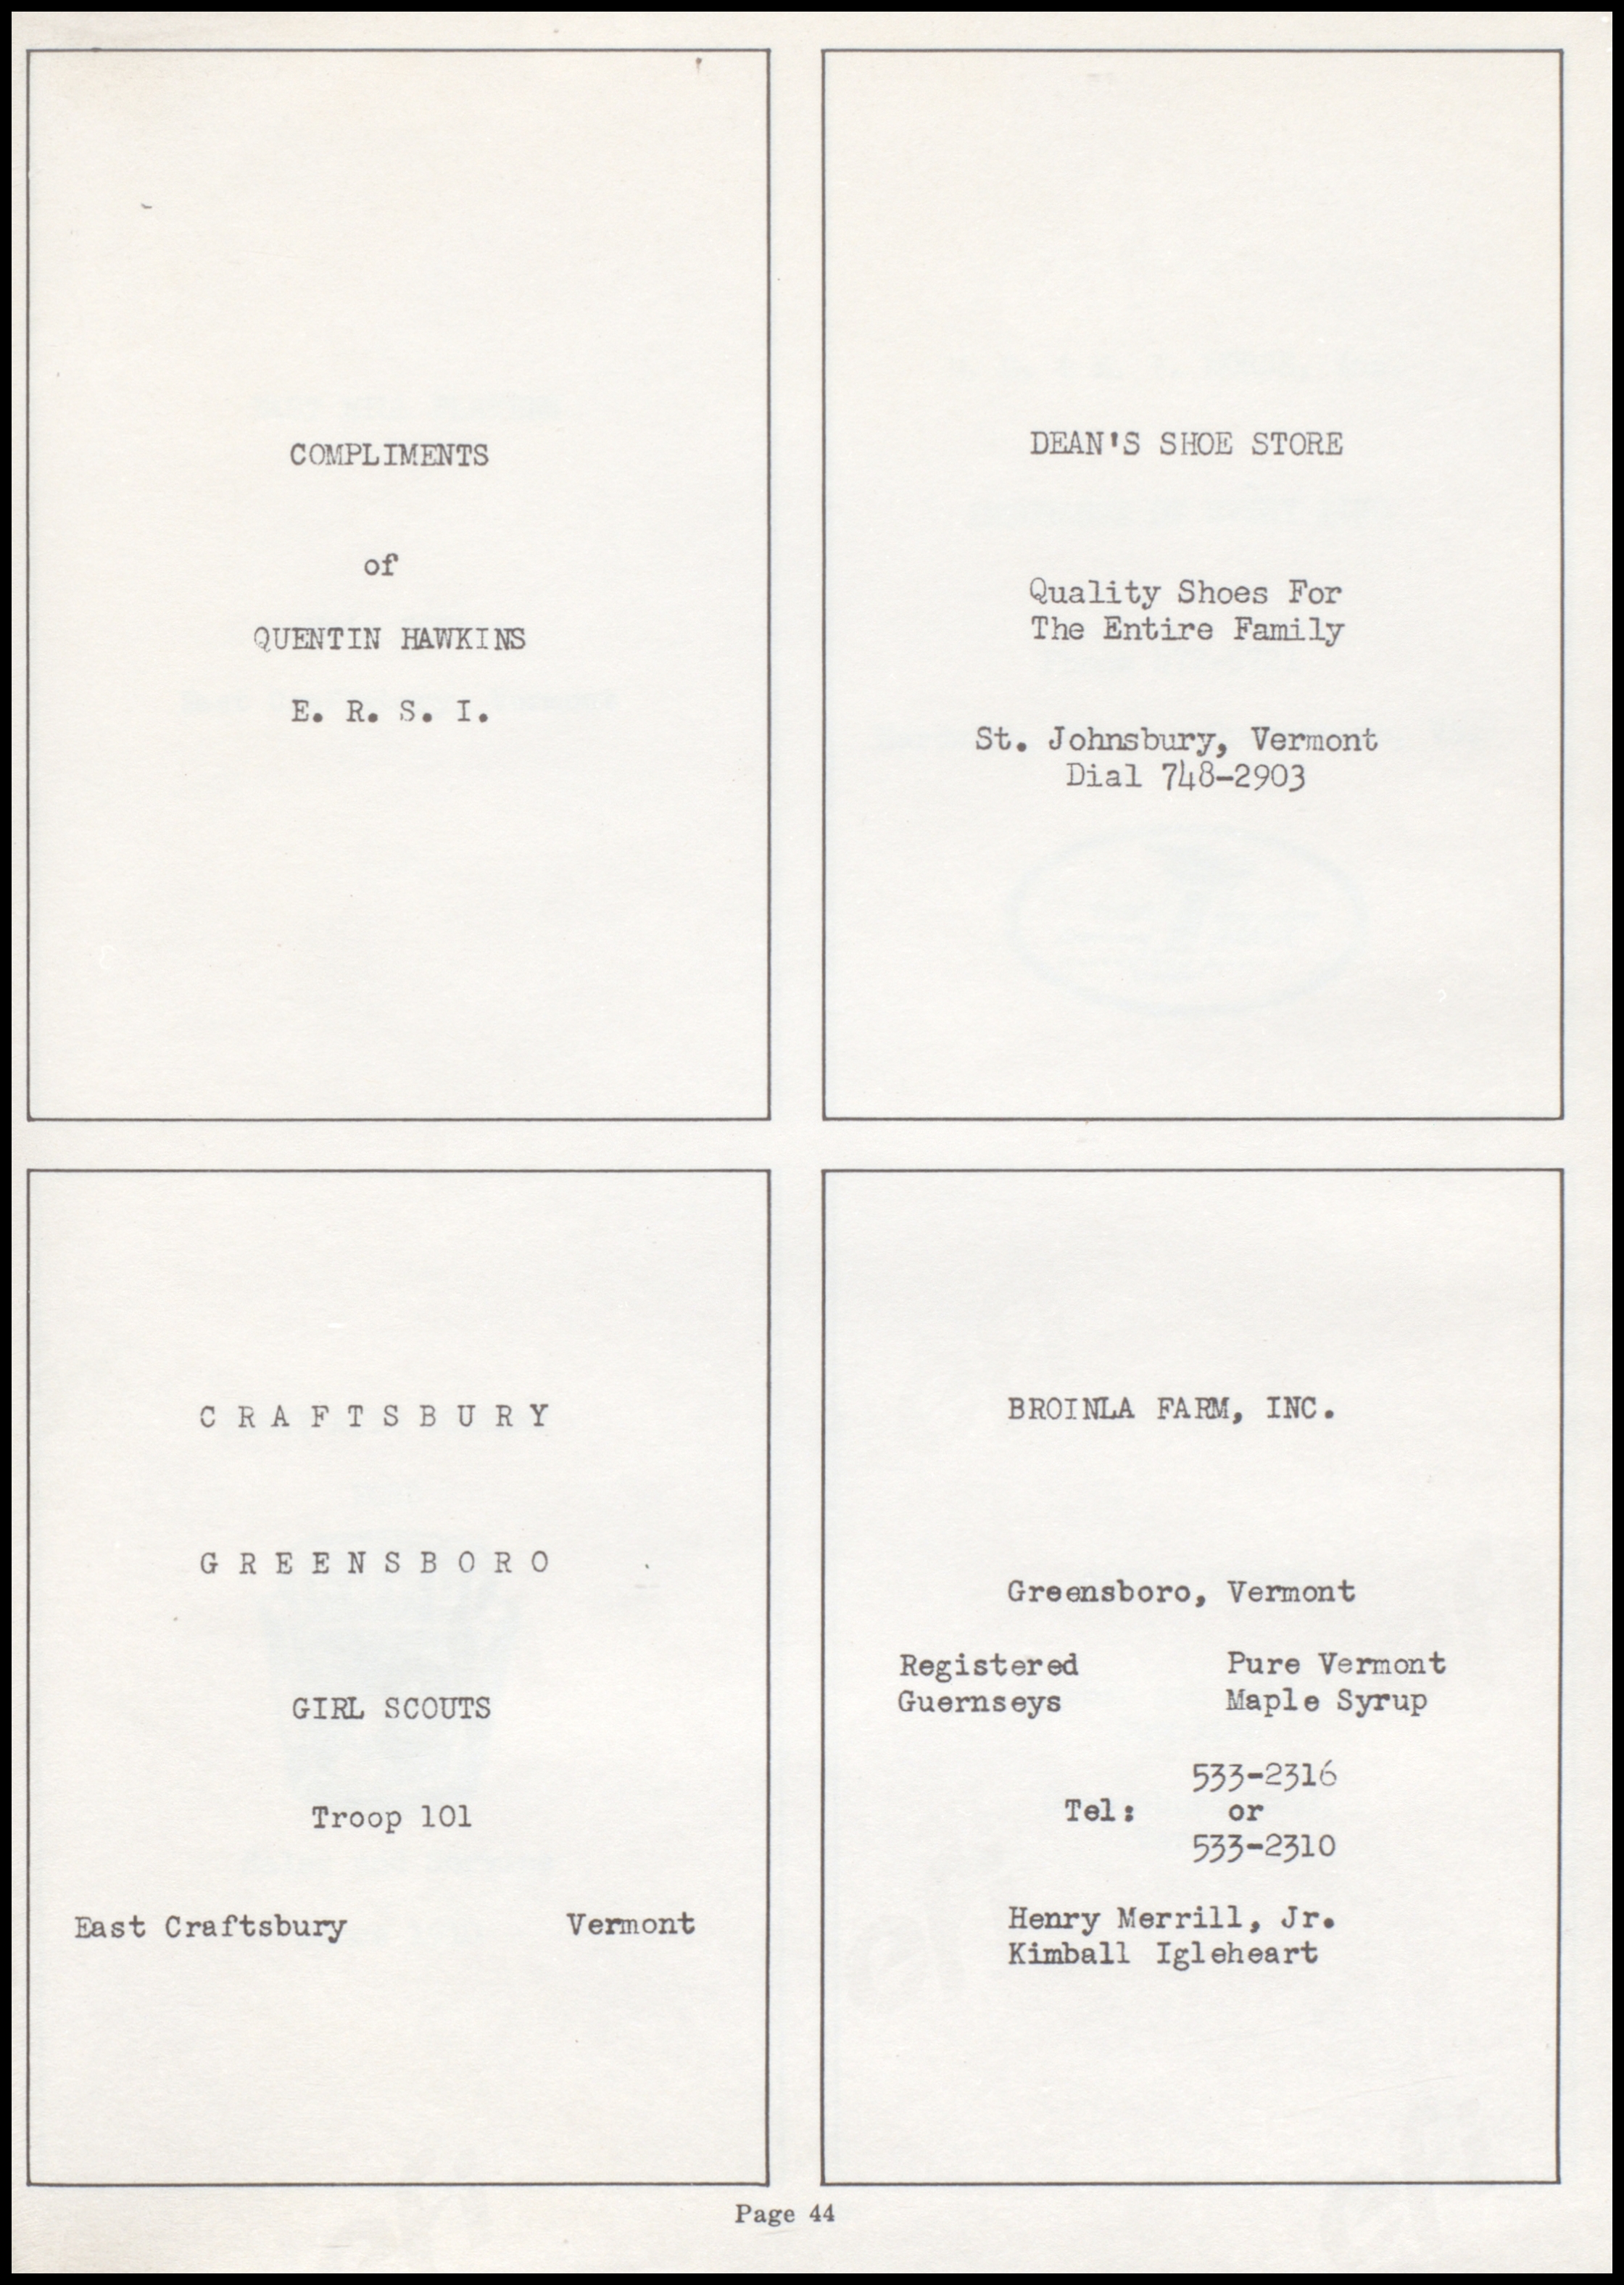 COMPLIMENTS
of
QUENTIN HAWKINS
E. R. S. I.
DEAN'S SHOE STORE
Quality Shoes For
The Entire Family
St. Johnsbury, Vermont
Dial 748-2903
C R A F T S B U R Y
G R E E N S B O R O
GIRL SCOUTS
Troop 101
East Craftsbury Vermont
BROINLA FARM, INC.
Greensboro, Vermont
Registered Pure Vermont
Guernseys Maple Syrup
533-2316
Tel: or
533-2310
Henry Merrill, Jr.
Kimball Igleheart
Page 44